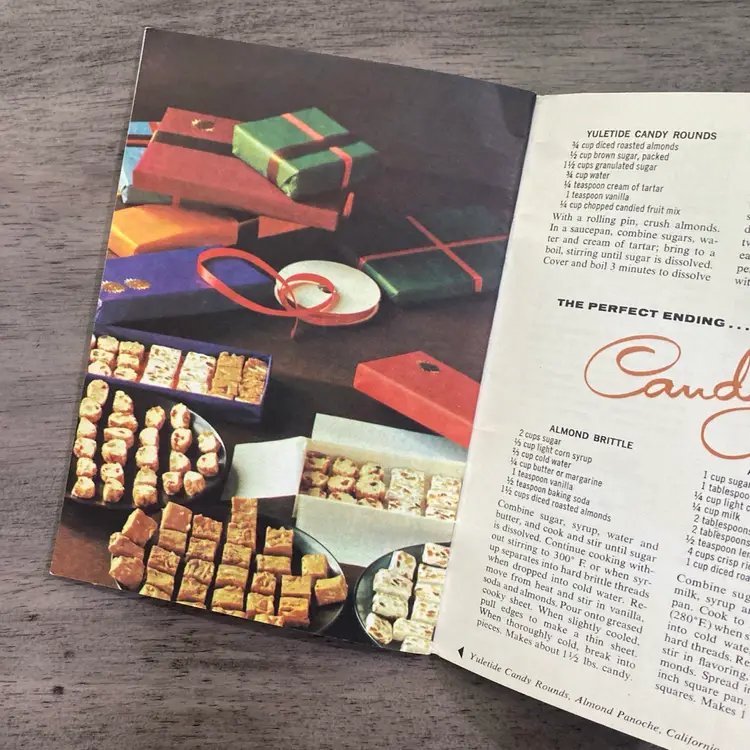 YULETIDE CANDY ROUNDS
¾ cup diced roasted almonds
½ cup brown sugar, packed
1½ cups granulated sugar
¾ cup water
¼ teaspoon cream of tartar
1 teaspoon vanilla
¼ cup chopped candied fruit mix
With a rolling pin, crush almonds.
In a saucepan, combine sugars, wa-
ter and cream of tartar; bring to a
boil, stirring until sugar is dissolved.
Cover and boil 3 minutes to dissolve
THE PERFECT ENDING...
Cand
ALMOND BRITTLE
2 cups sugar
⅓ cup light corn syrup
⅔ cup cold water
¼ cup butter or margarine
1 teaspoon vanilla
½ teaspoon baking soda
1½ cups diced roasted almonds
Combine sugar, syrup, water and
butter, and cook and stir until sugar
is dissolved. Continue cooking with-
out stirring to 300° F. or when syr-
up separates into hard brittle threads
when dropped into cold water. Re-
move from heat and stir in vanilla,
soda and almonds. Pour onto greased
cooky sheet. When slightly cooled,
pull edges to make a thin sheet.
When thoroughly cold, break into
pieces. Makes about 1½ lbs. candy.
1 cup suga
1 tablespoo
¼ cup light c
¼ cup milk
2 tablespoons
2 tablespoons
½ teaspoon le
4 cups crisp ri
1 cup diced
Combine sug
milk, syrup a
pan. Cook to
(280° F.) when s
into cold water
hard threads. Re
stir in flavoring,
monds. Spread i
inch square pan.
squares. Makes 1
Yuletide Candy Rounds, Almond Panoche, California